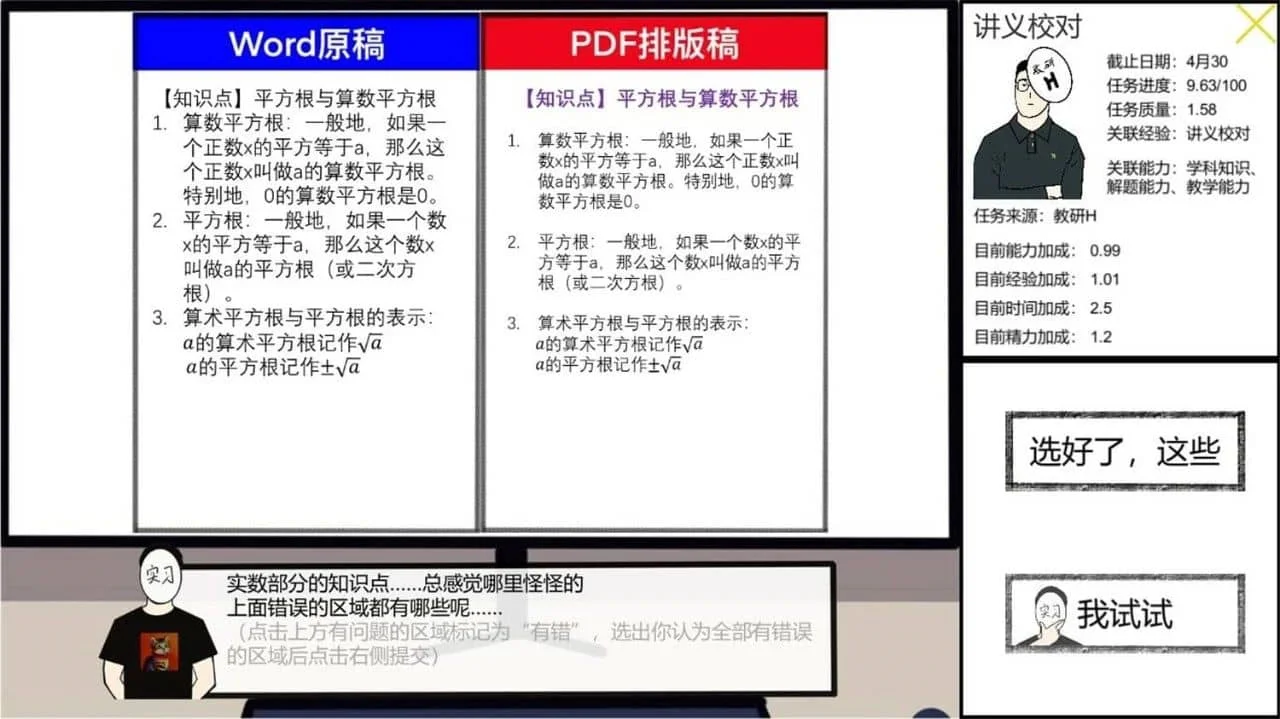 Word原稿
【知识点】平方根与算数平方根
1. 算数平方根：一般地，如果一
个正数x的平方等于a，那么这
个正数x叫做a的算数平方根。
特别地，0的算数平方根是0。
2. 平方根：一般地，如果一个数
x的平方等于a，那么这个数x
叫做a的平方根（或二次方
根）。
3. 算术平方根与平方根的表示：
a的算术平方根记作√a
a的平方根记作±√a
PDF排版稿
【知识点】平方根与算数平方根
1. 算数平方根：一般地，如果一个正
数x的平方等于a，那么这个正数x叫
做a的算数平方根。特别地，0的算
数平方根是0。
2. 平方根：一般地，如果一个数x的平
方等于a，那么这个数x叫做a的平方
根（或二次方根）。
3. 算术平方根与平方根的表示：
a的算术平方根记作√a
a的平方根记作±√a
讲义校对
教研
H
截止日期：4月30
任务进度：9.63/100
任务质量：1.58
关联经验：讲义校对
关联能力：学科知识、
解题能力、教学能力
任务来源：教研H
目前能力加成： 0.99
目前经验加成： 1.01
目前时间加成： 2.5
目前精力加成： 1.2
选好了，这些
实习
我试试
实习
实数部分的知识点......总感觉哪里怪怪的
上面错误的区域都有哪些呢......
（点击上方有问题的区域标记为“有错”，选出你认为全部有错误
的区域后点击右侧提交）